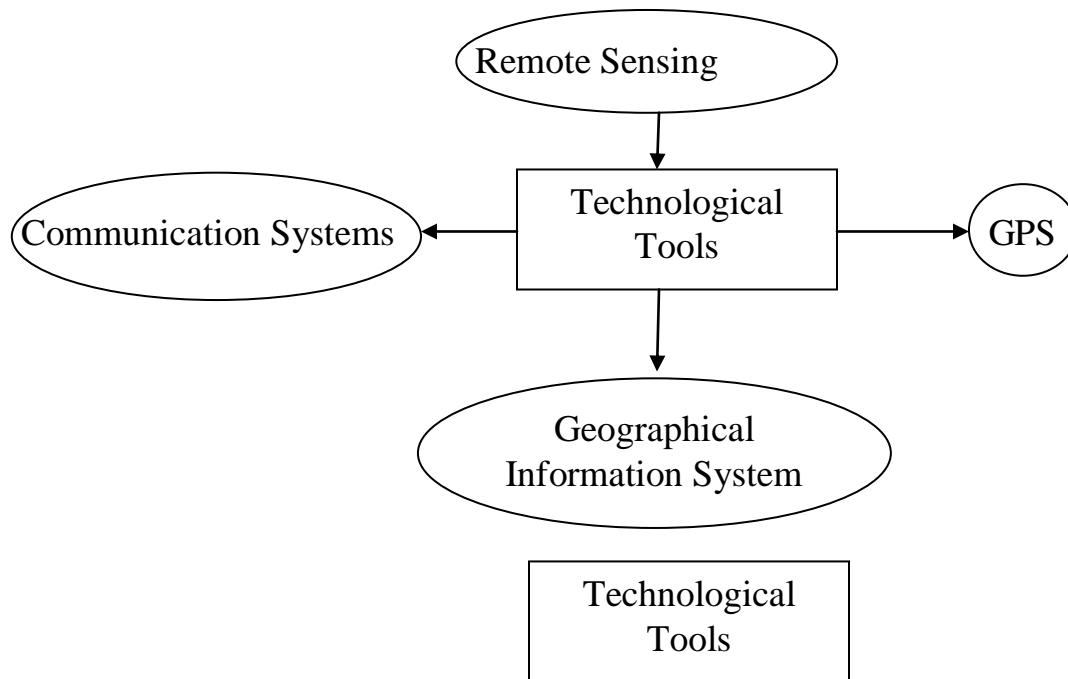 Remote Sensing
Technological
Tools
Communication Systems
GPS
Geographical
Information System
Technological
Tools